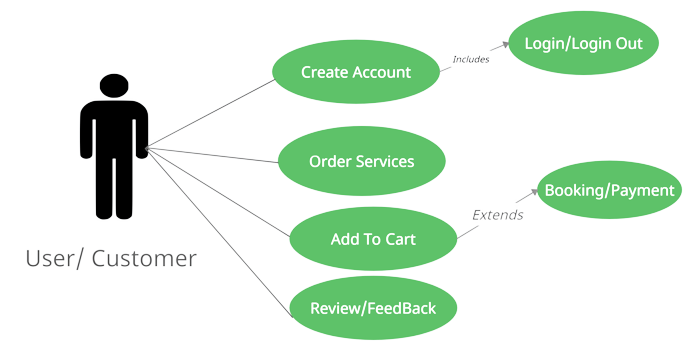 Login/Login Out
Includes
Create Account
Order Services
Booking/Payment
Extends
Add To Cart
User/ Customer
Review/FeedBack